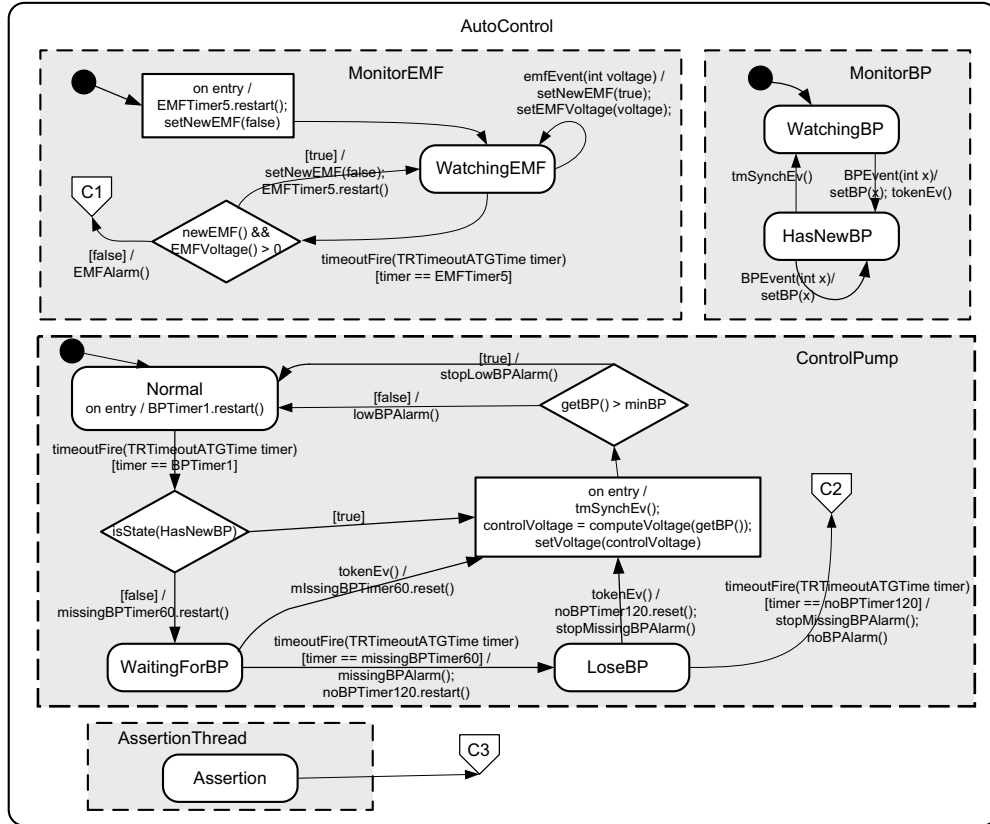 AutoControl
MonitorEMF
on entry /
EMFTimer5.restart();
setNewEMF(false)
emfEvent(int voltage) /
setNewEMF(true);
setEMFVoltage(voltage);
WatchingEMF
[true] /
setNewEMF(false);
EMFTimer5.restart()
C1
newEMF() &&
EMFVoltage() > 0
[false] /
EMFAlarm()
timeoutFire(TRTimeoutATGTime timer)
[timer == EMFTimer5]
MonitorBP
WatchingBP
tmSynchEv()
BPEvent(int x)/
setBP(x); tokenEv()
HasNewBP
BPEvent(int x)/
setBP(x)
ControlPump
Normal
on entry / BPTimer1.restart()
[true] /
stopLowBPAlarm()
[false] /
lowBPAlarm()
getBP() > minBP
timeoutFire(TRTimeoutATGTime timer)
[timer == BPTimer1]
isState(HasNewBP)
[true]
on entry /
tmSynchEv();
controlVoltage = computeVoltage(getBP());
setVoltage(controlVoltage)
C2
[false] /
missingBPTimer60.restart()
tokenEv() /
mIssingBPTimer60.reset()
tokenEv() /
noBPTimer120.reset();
stopMissingBPAlarm()
timeoutFire(TRTimeoutATGTime timer)
[timer == noBPTimer120] /
stopMissingBPAlarm();
noBPAlarm()
WaitingForBP
timeoutFire(TRTimeoutATGTime timer)
[timer == missingBPTimer60] /
missingBPAlarm();
noBPTimer120.restart()
LoseBP
AssertionThread
Assertion
C3